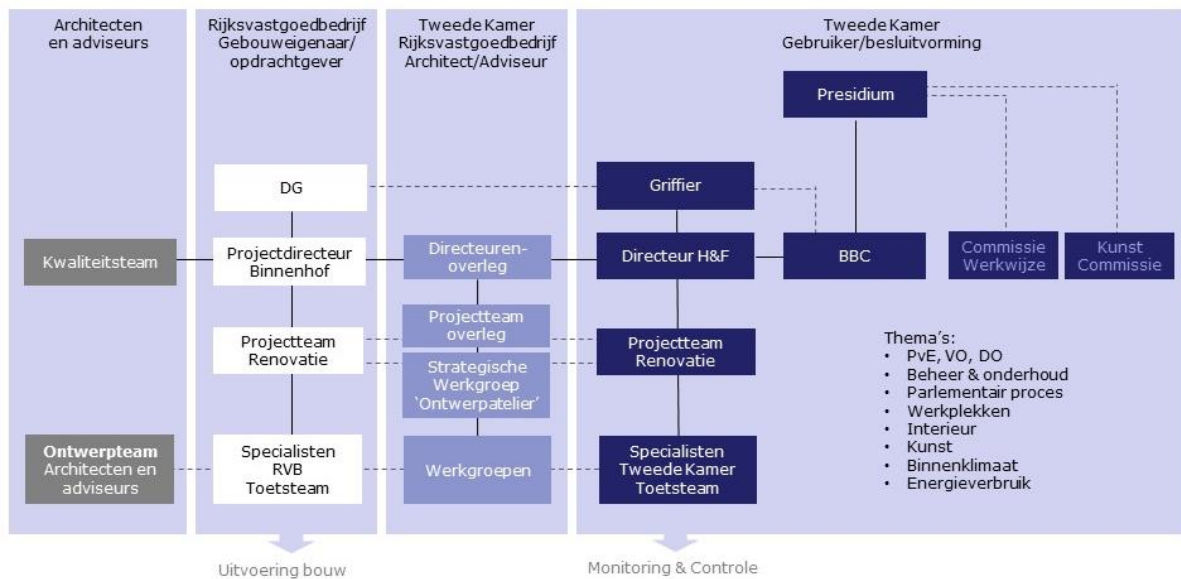 Architecten
en adviseurs
Rijksvastgoedbedrijf
Gebouweigenaar/
opdrachtgever
Tweede Kamer
Rijksvastgoedbedrijf
Architect/Adviseur
Tweede Kamer
Gebruiker/besluitvorming
Presidium
DG
Griffier
Kwaliteitsteam
Projectdirecteur
Binnenhof
Directeuren-
overleg
Directeur H&F
BBC
Commissie
Werkwijze
Kunst
Commissie
Projectteam
Renovatie
Projectteam
overleg
Strategische
Werkgroep
‘Ontwerpatelier’
Projectteam
Renovatie
Thema’s:
• PvE, VO, DO
• Beheer & onderhoud
• Parlementair proces
• Werkplekken
• Interieur
• Kunst
• Binnenklimaat
• Energieverbruik
Ontwerpteam
Architecten en
adviseurs
Specialisten
RVB
Toetsteam
Werkgroepen
Specialisten
Tweede Kamer
Toetsteam
Uitvoering bouw
Monitoring & Controle